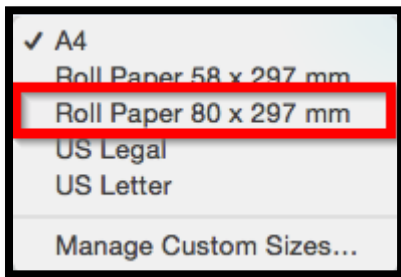 ✓ A4
Roll Paper 58 x 297 mm
Roll Paper 80 x 297 mm
US Legal
US Letter
Manage Custom Sizes...